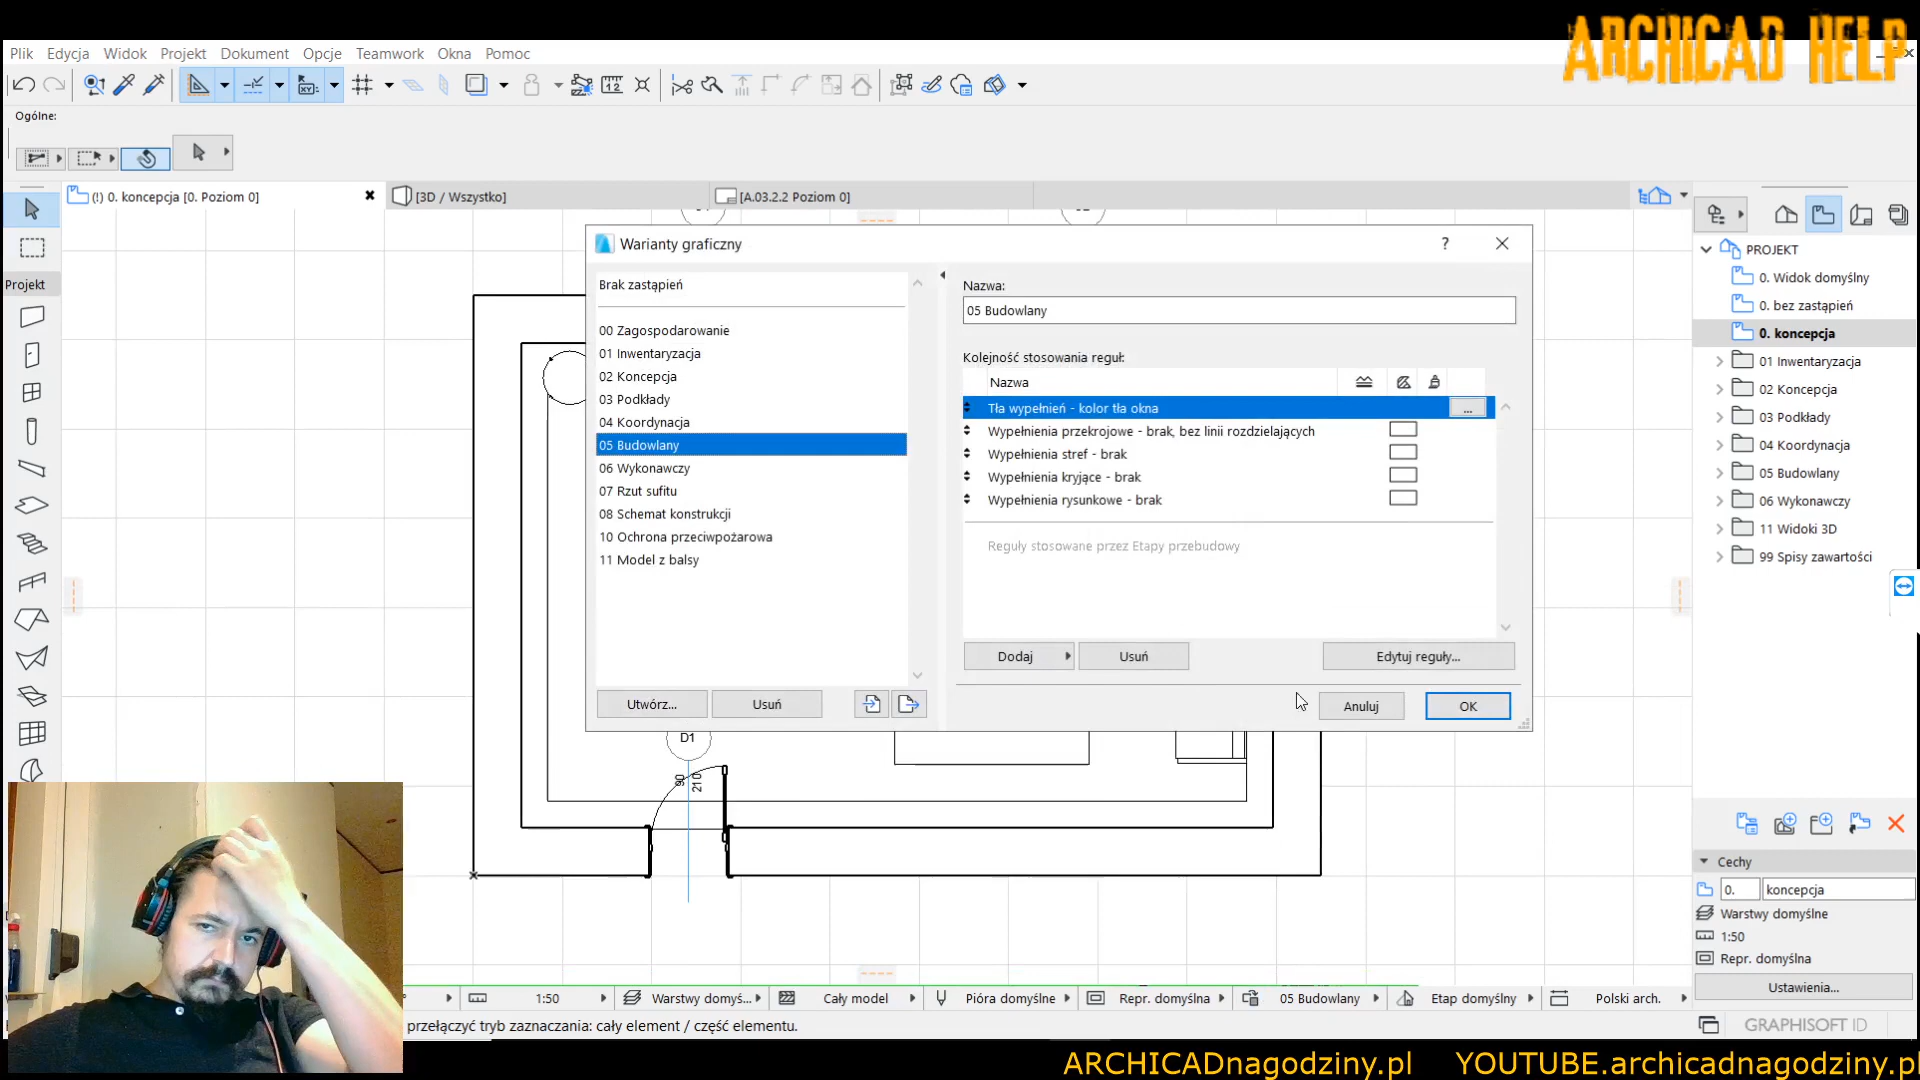 ARCHICAD HELP
Plik Edycja Widok Projekt Dokument Opcje Teamwork Okna Pomoc
Ogólne:
(!) 0. koncepcja [0. Poziom 0]
[3D / Wszystko]
[A.03.2.2 Poziom 0]
Projekt
Warianty graficzny
?
Brak zastąpień
00 Zagospodarowanie
01 Inwentaryzacja
02 Koncepcja
03 Podkłady
04 Koordynacja
05 Budowlany
06 Wykonawczy
07 Rzut sufitu
08 Schemat konstrukcji
10 Ochrona przeciwpożarowa
11 Model z balsy
Utwórz...
Usuń
Nazwa:
05 Budowlany
Kolejność stosowania reguł:
Nazwa
Tła wypełnień - kolor tła okna
...
Wypełnienia przekrojowe - brak, bez linii rozdzielających
Wypełnienia stref - brak
Wypełnienia kryjące - brak
Wypełnienia rysunkowe - brak
Reguły stosowane przez Etapy przebudowy
Dodaj
Usuń
Edytuj reguły...
Anuluj
OK
D1
90
210
PROJEKT
0. Widok domyślny
0. bez zastąpień
0. koncepcja
01 Inwentaryzacja
02 Koncepcja
03 Podkłady
04 Koordynacja
05 Budowlany
06 Wykonawczy
11 Widoki 3D
99 Spisy zawartości
Cechy
0. koncepcja
Warstwy domyślne
1:50
Repr. domyślna
Ustawienia...
1:50
Warstwy domyś...
Cały model
Pióra domyślne
Repr. domyślna
05 Budowlany
Etap domyślny
Polski arch.
przełączyć tryb zaznaczania: cały element / część elementu.
GRAPHISOFT ID
ARCHICADnagodziny.pl YOUTUBE.archicadnagodziny.pl